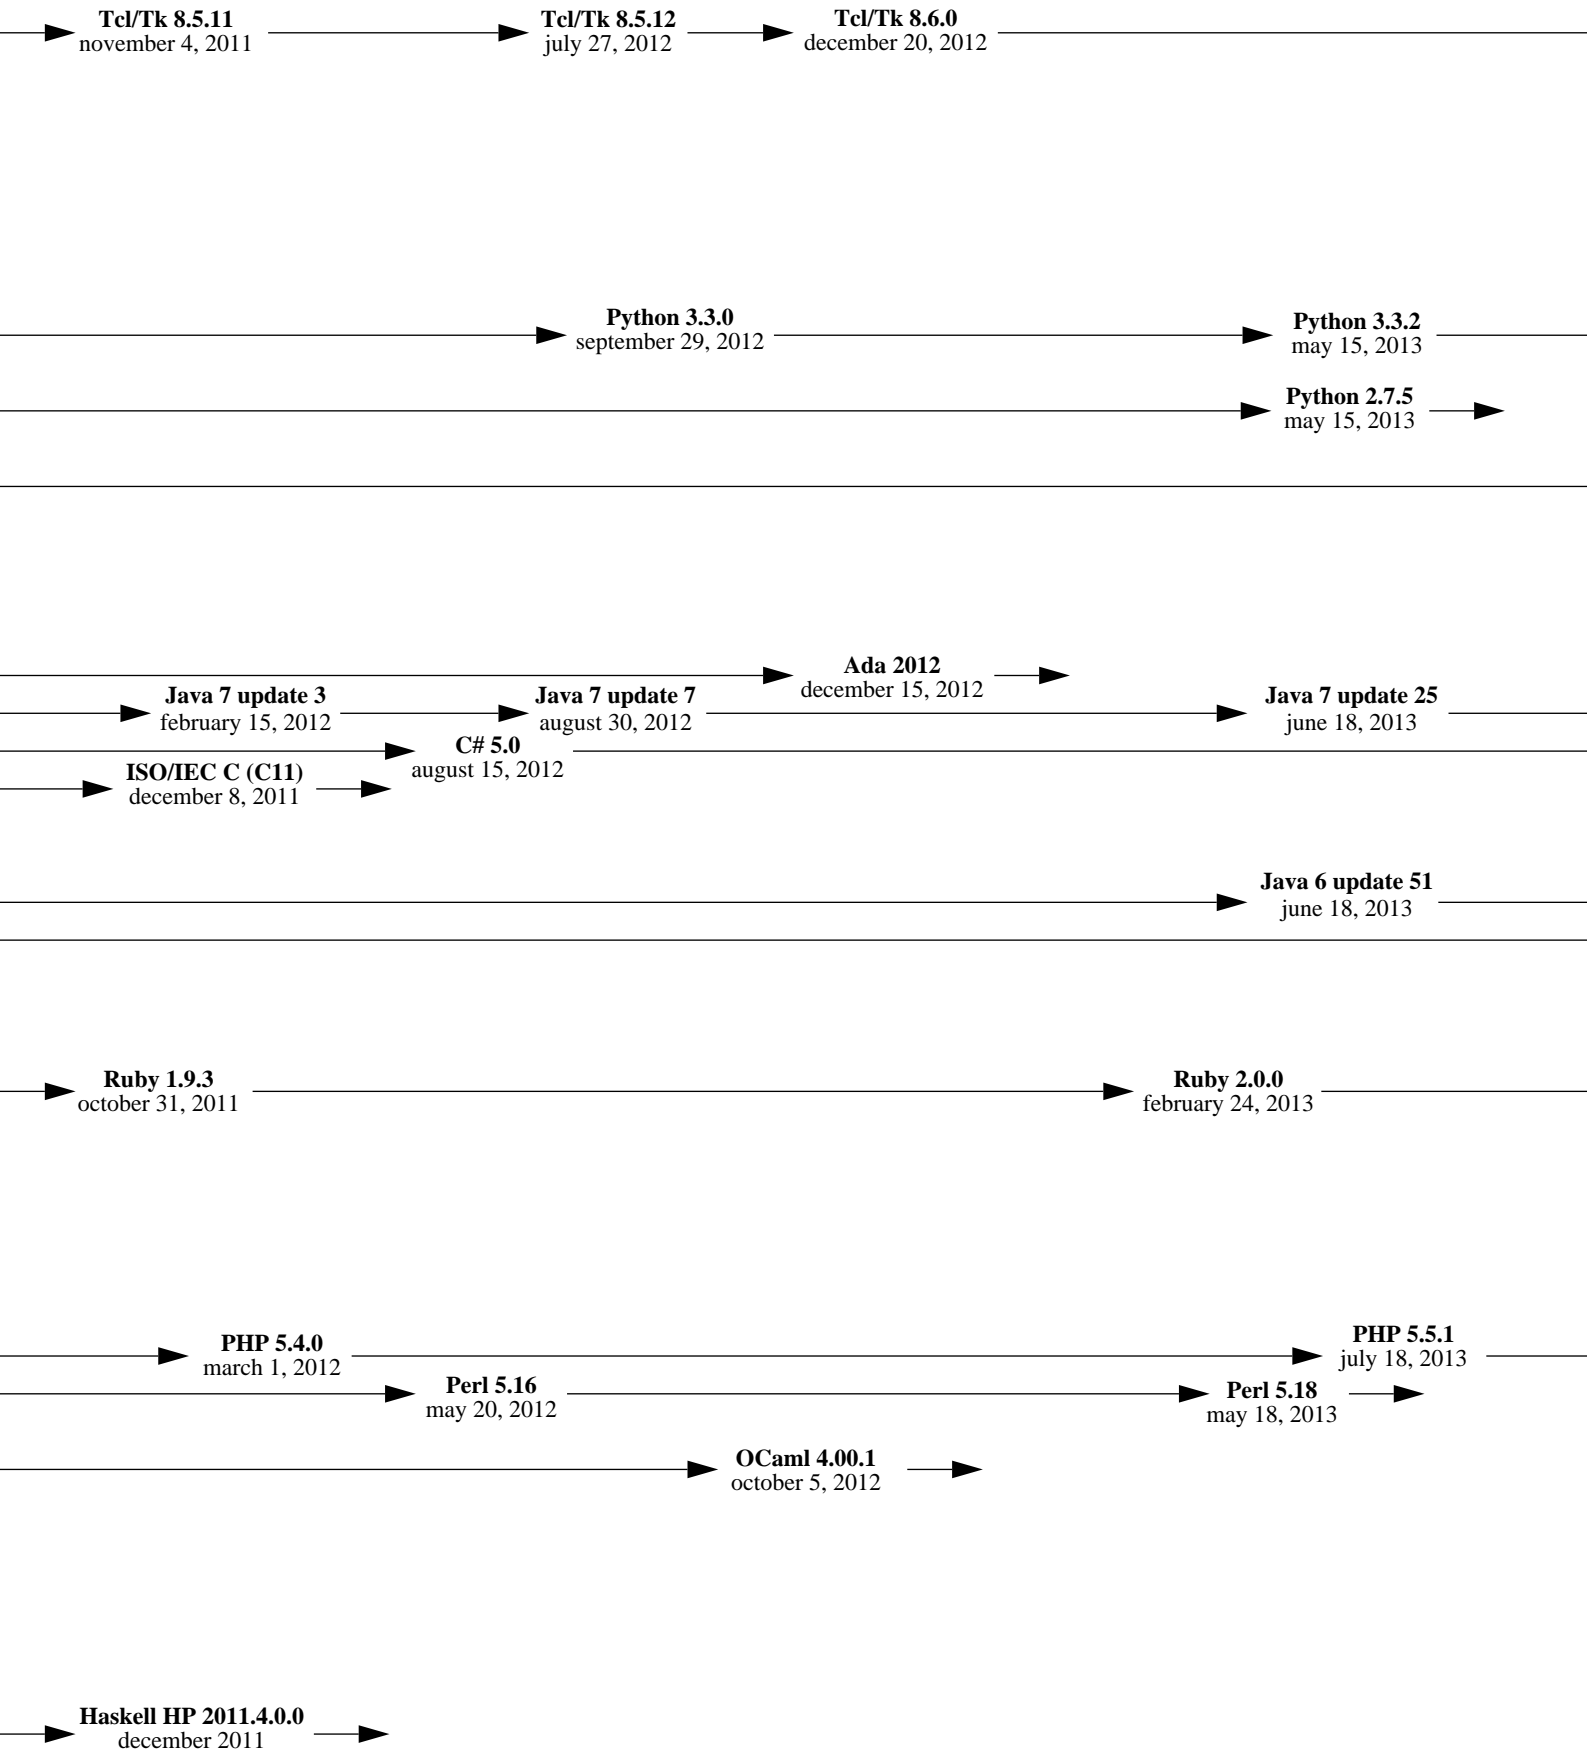 Tcl/Tk 8.5.11
november 4, 2011
Tcl/Tk 8.5.12
july 27, 2012
Tcl/Tk 8.6.0
december 20, 2012
Python 3.3.0
september 29, 2012
Python 3.3.2
may 15, 2013
Python 2.7.5
may 15, 2013
Ada 2012
december 15, 2012
Java 7 update 3
february 15, 2012
Java 7 update 7
august 30, 2012
Java 7 update 25
june 18, 2013
C# 5.0
august 15, 2012
ISO/IEC C (C11)
december 8, 2011
Java 6 update 51
june 18, 2013
Ruby 1.9.3
october 31, 2011
Ruby 2.0.0
february 24, 2013
PHP 5.4.0
march 1, 2012
PHP 5.5.1
july 18, 2013
Perl 5.16
may 20, 2012
Perl 5.18
may 18, 2013
OCaml 4.00.1
october 5, 2012
Haskell HP 2011.4.0.0
december 2011